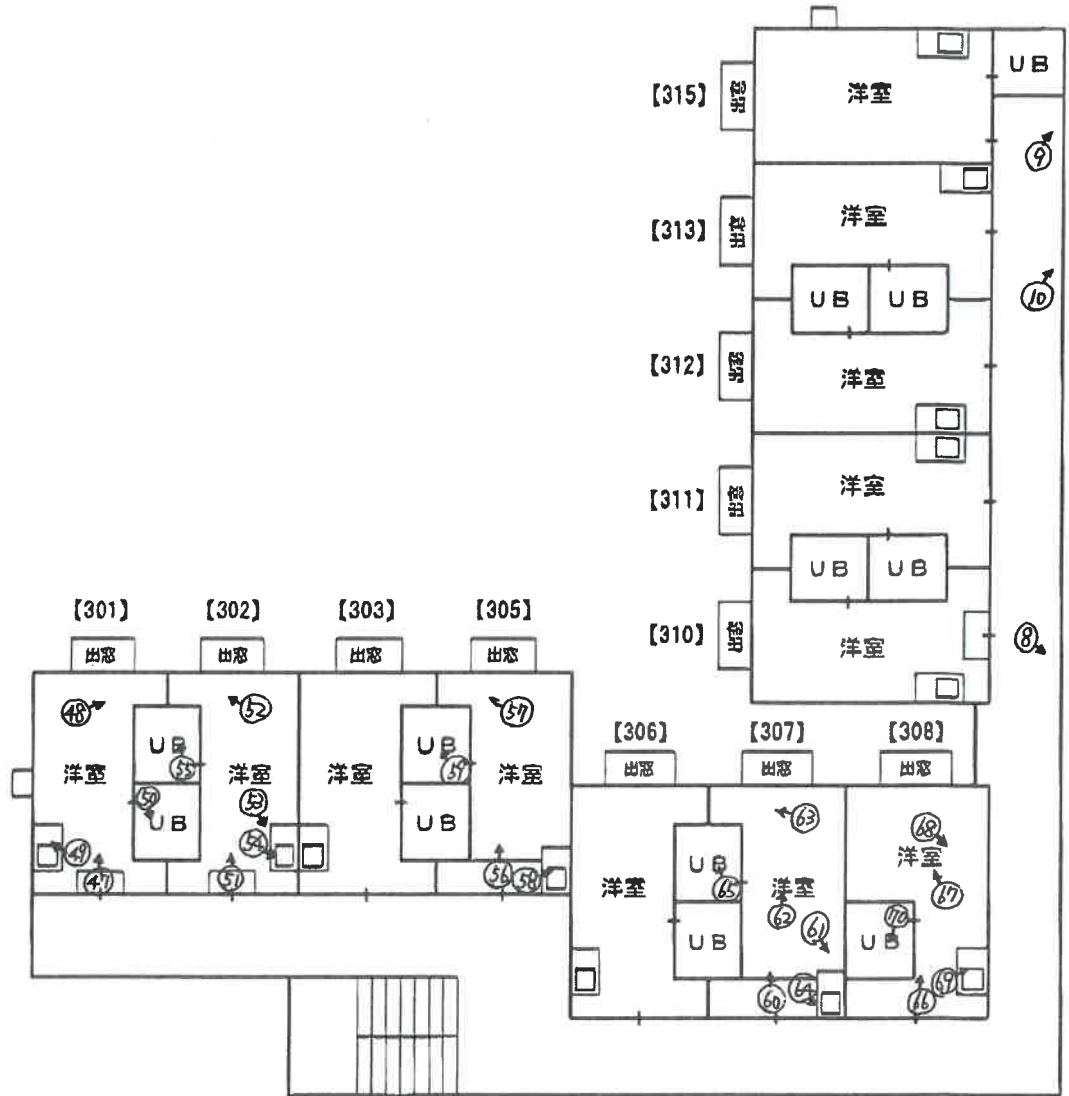 UB
【315】
出窓
洋室
⑨
【313】
出窓
洋室
⑩
UB
UB
【312】
出窓
洋室
【311】
出窓
洋室
UB
UB
【310】
出窓
洋室
⑧
【301】
【302】
【303】
【305】
出窓
出窓
出窓
出窓
㊽
52
57
【306】
【307】
【308】
UB
UB
出窓
出窓
出窓
55
59
洋室
洋室
洋室
洋室
㊿
53
63
UB
UB
68
54
㊾
洋室
56
58
㊼
51
洋室
UB
65
洋室
67
62
70
61
UB
UB
64
69
60
66